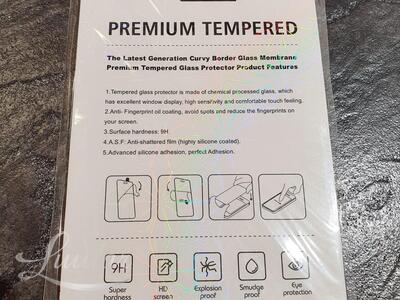 PREMIUM TEMPERED
The Latest Generation Curvy Border Glass Membrane
Premium Tempered Glass Protector Product Features
1.Tempered glass protector is made of chemical processed glass, which
has excellent window display, high sensitivity and comfortable touch feeling.
2.Anti- Fingerprint oil coating, avoid spots and reduce the fingerprints on
your screen.
3.Surface hardness: 9H
4.A.S.F: Anti-shattered film (highly silicone coated).
5.Advanced silicone adhesion, perfect Adhesion.
9H
HD
Super
hardness
HD
screen
Explosion
proof
Smudge
proof
Eye
protection